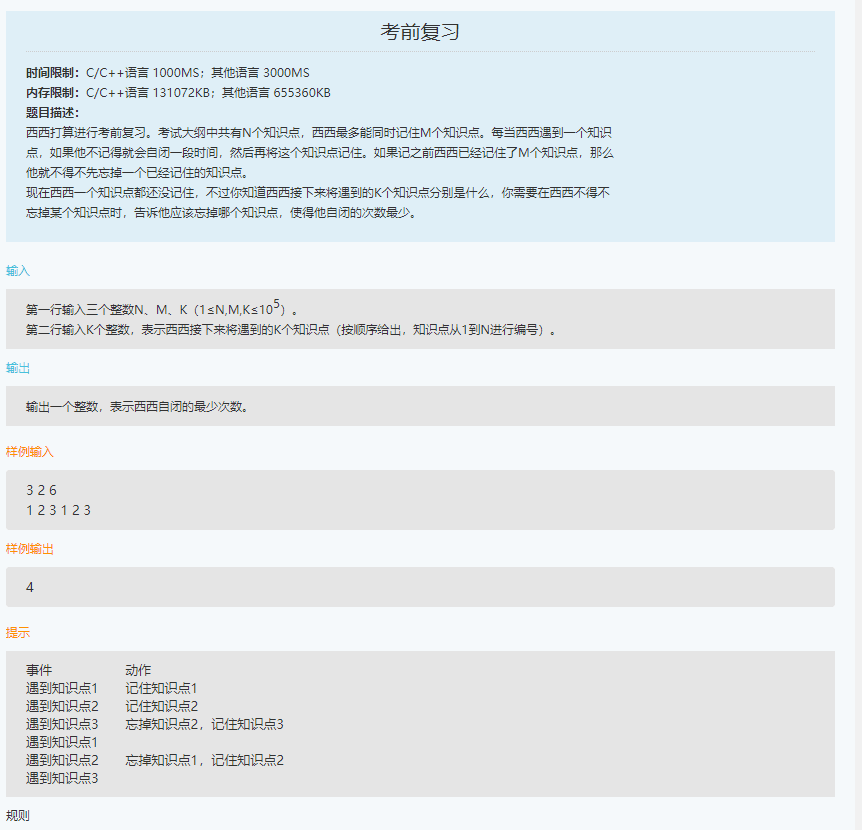 考前复习
时间限制：C/C++语言 1000MS；其他语言 3000MS
内存限制：C/C++语言 131072KB；其他语言 655360KB
题目描述：
西西打算进行考前复习。考试大纲中共有N个知识点，西西最多能同时记住M个知识点。每当西西遇到一个知识
点，如果他不记得就会自闭一段时间，然后再将这个知识点记住。如果记之前西西已经记住了M个知识点，那么
他就不得不先忘掉一个已经记住的知识点。
现在西西一个知识点都还没记住，不过你知道西西接下来将遇到的K个知识点分别是什么，你需要在西西不得不
忘掉某个知识点时，告诉他应该忘掉哪个知识点，使得他自闭的次数最少。
输入
第一行输入三个整数N、M、K（1≤N,M,K≤10^5）。
第二行输入K个整数，表示西西接下来将遇到的K个知识点（按顺序给出，知识点从1到N进行编号）。
输出
输出一个整数，表示西西自闭的最少次数。
样例输入
3 2 6
1 2 3 1 2 3
样例输出
4
提示
事件 动作
遇到知识点1 记住知识点1
遇到知识点2 记住知识点2
遇到知识点3 忘掉知识点2，记住知识点3
遇到知识点1
遇到知识点2 忘掉知识点1，记住知识点2
遇到知识点3
规则